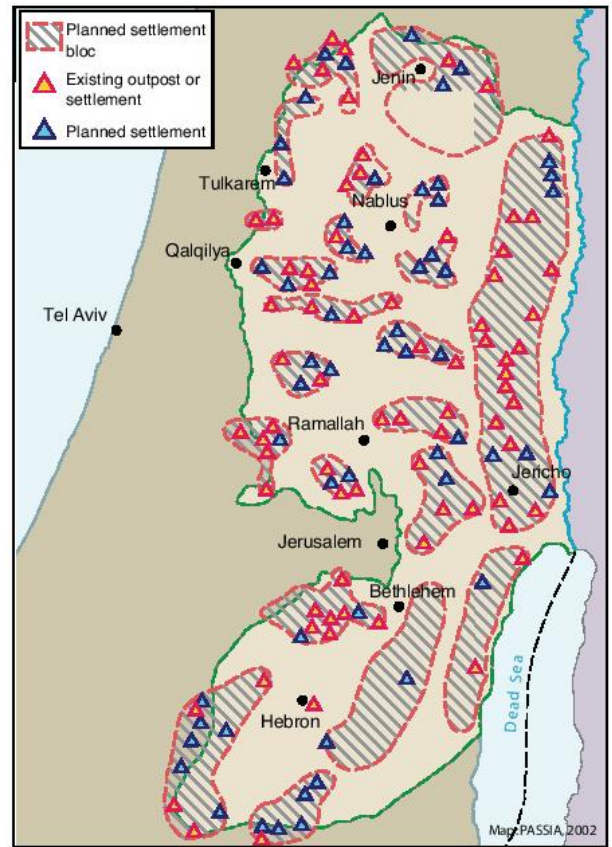 Planned settlement
bloc
Existing outpost or
settlement
Planned settlement
Jenin
Tulkarem
Nablus
Qalqilya
Tel Aviv
Ramallah
Jericho
Jerusalem
Bethlehem
Hebron
Dead Sea
Map:PASSIA, 2002